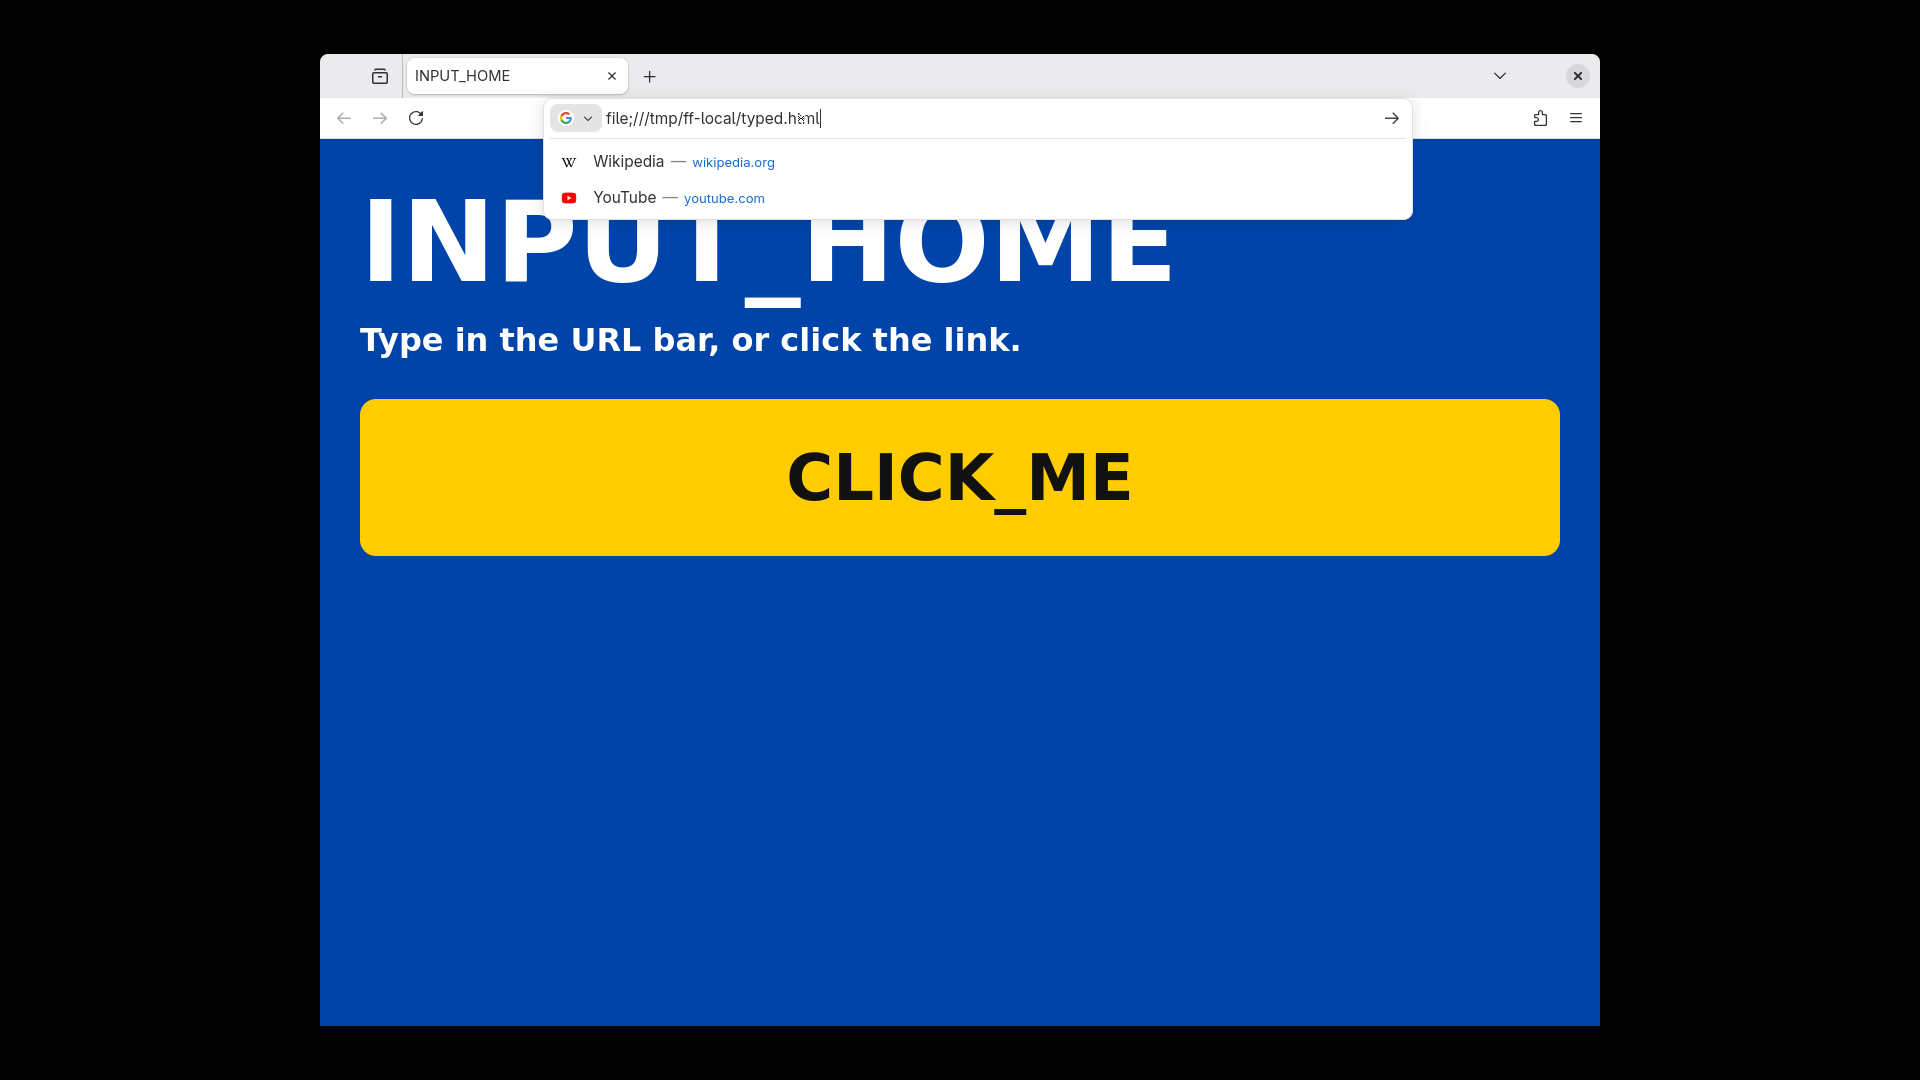 INPUT_HOME
file;///tmp/ff-local/typed.html
Wikipedia — wikipedia.org
YouTube — youtube.com
INPUT_HOME
Type in the URL bar, or click the link.
CLICK_ME